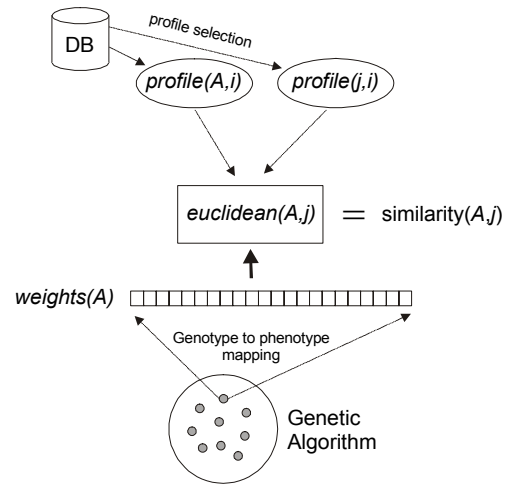 profile selection
DB
profile(A,i)
profile(j,i)
euclidean(A,j)
= similarity(A,j)
weights(A)
Genotype to phenotype
mapping
Genetic
Algorithm